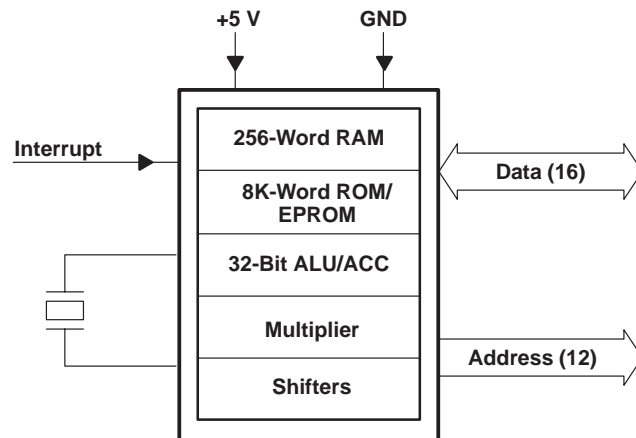 +5 V
GND
Interrupt
256-Word RAM
8K-Word ROM/
EPROM
32-Bit ALU/ACC
Multiplier
Shifters
Data (16)
Address (12)